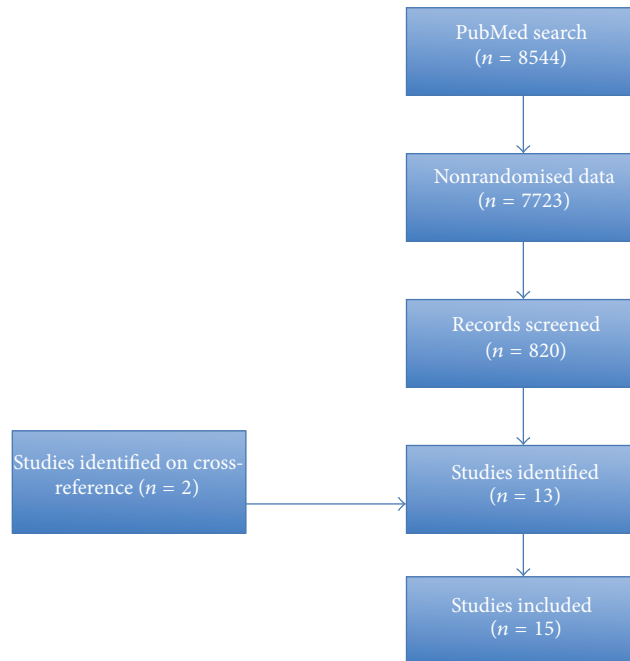 PubMed search
(n = 8544)
Nonrandomised data
(n = 7723)
Records screened
(n = 820)
Studies identified on cross-
reference (n = 2)
Studies identified
(n = 13)
Studies included
(n = 15)